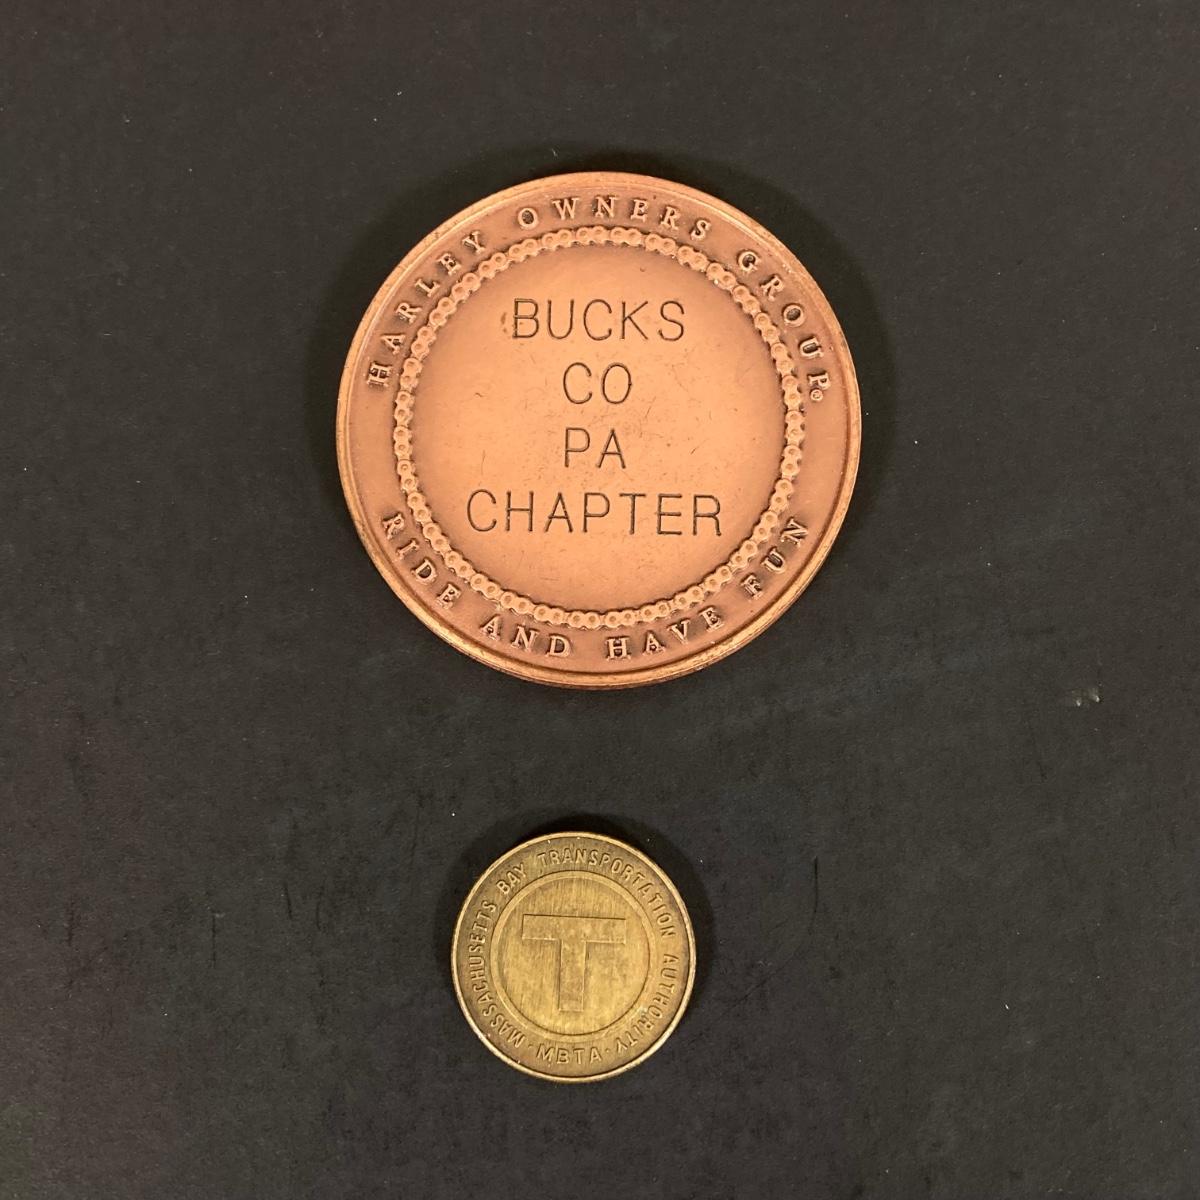 HARLEY OWNERS GROUP®
BUCKS
CO
PA
CHAPTER
RIDE AND HAVE FUN
MASSACHUSETTS BAY TRANSPORTATION AUTHORITY
T
·MBTA·